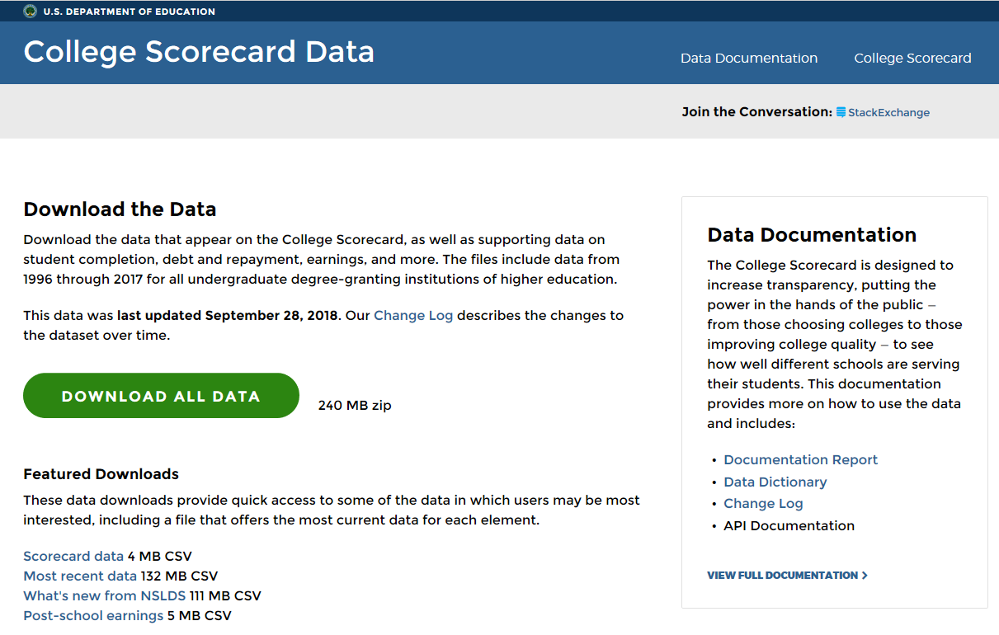 U.S. DEPARTMENT OF EDUCATION
College Scorecard Data
Data Documentation
College Scorecard
Join the Conversation: StackExchange
Download the Data
Download the data that appear on the College Scorecard, as well as supporting data on
student completion, debt and repayment, earnings, and more. The files include data from
1996 through 2017 for all undergraduate degree-granting institutions of higher education.
This data was last updated September 28, 2018. Our Change Log describes the changes to
the dataset over time.
DOWNLOAD ALL DATA
240 MB zip
Featured Downloads
These data downloads provide quick access to some of the data in which users may be most
interested, including a file that offers the most current data for each element.
Scorecard data 4 MB CSV
Most recent data 132 MB CSV
What's new from NSLDS 111 MB CSV
Post-school earnings 5 MB CSV
Data Documentation
The College Scorecard is designed to
increase transparency, putting the
power in the hands of the public —
from those choosing colleges to those
improving college quality — to see
how well different schools are serving
their students. This documentation
provides more on how to use the data
and includes:
• Documentation Report
• Data Dictionary
• Change Log
• API Documentation
VIEW FULL DOCUMENTATION >